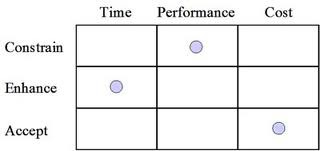 Time Performance Cost
Constrain
Enhance
Accept